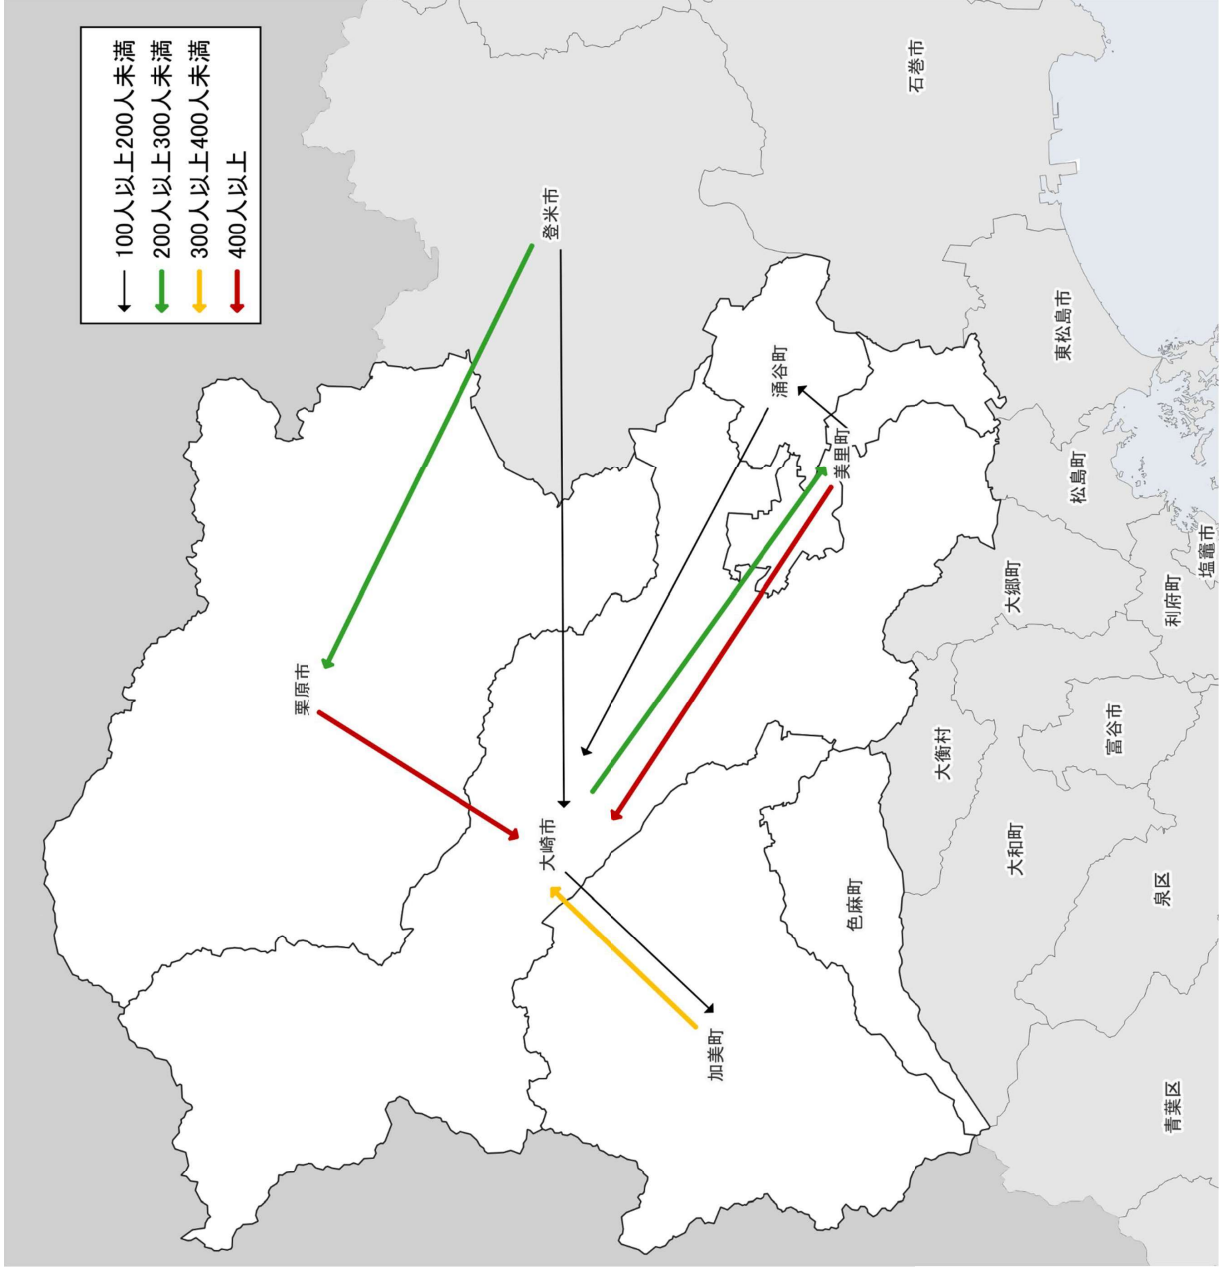 100人以上200人未満
200人以上300人未満
300人以上400人未満
400人以上
栗原市
大崎市
登米市
加美町
涌谷町
美里町
色麻町
石巻市
大衡村
大和町
大郷町
東松島市
松島町
富谷市
泉区
青葉区
利府町
塩竈市